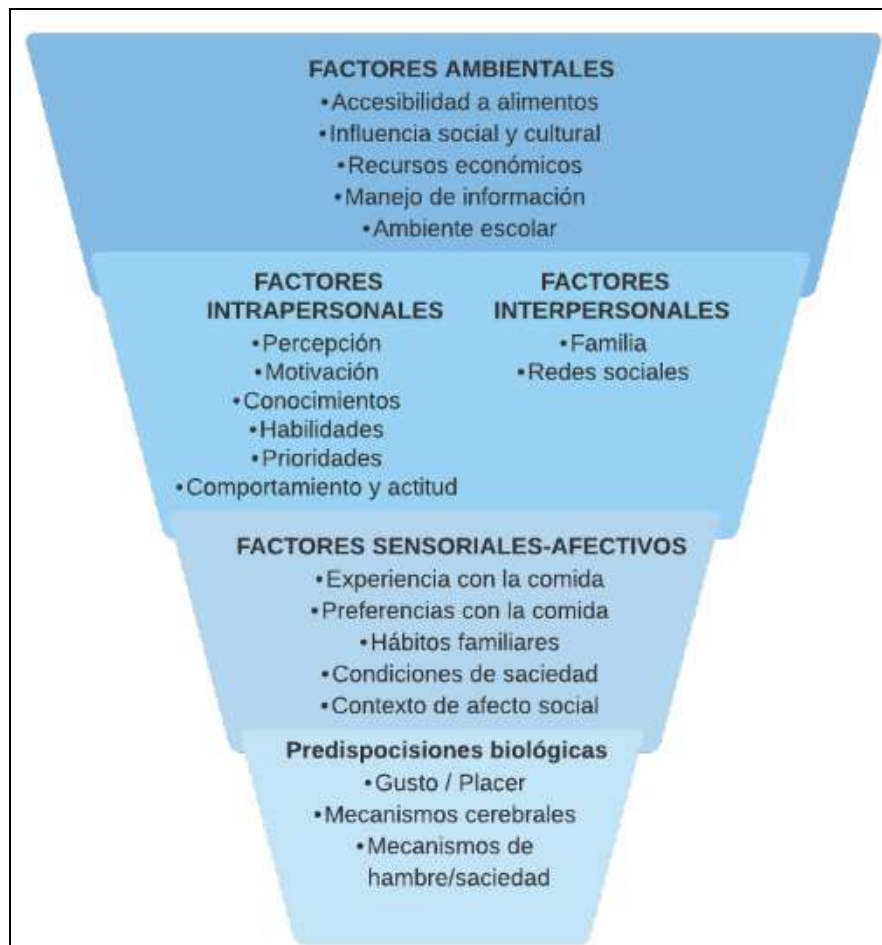 FACTORES AMBIENTALES
•Accesibilidad a alimentos
•Influencia social y cultural
•Recursos económicos
•Manejo de información
•Ambiente escolar
FACTORES
INTRAPERSONALES
•Percepción
•Motivación
•Conocimientos
•Habilidades
•Prioridades
•Comportamiento y actitud
FACTORES
INTERPERSONALES
•Familia
•Redes sociales
FACTORES SENSORIALES-AFECTIVOS
•Experiencia con la comida
•Preferencias con la comida
•Hábitos familiares
•Condiciones de saciedad
•Contexto de afecto social
Predispocisiones biológicas
•Gusto / Placer
•Mecanismos cerebrales
•Mecanismos de
hambre/saciedad